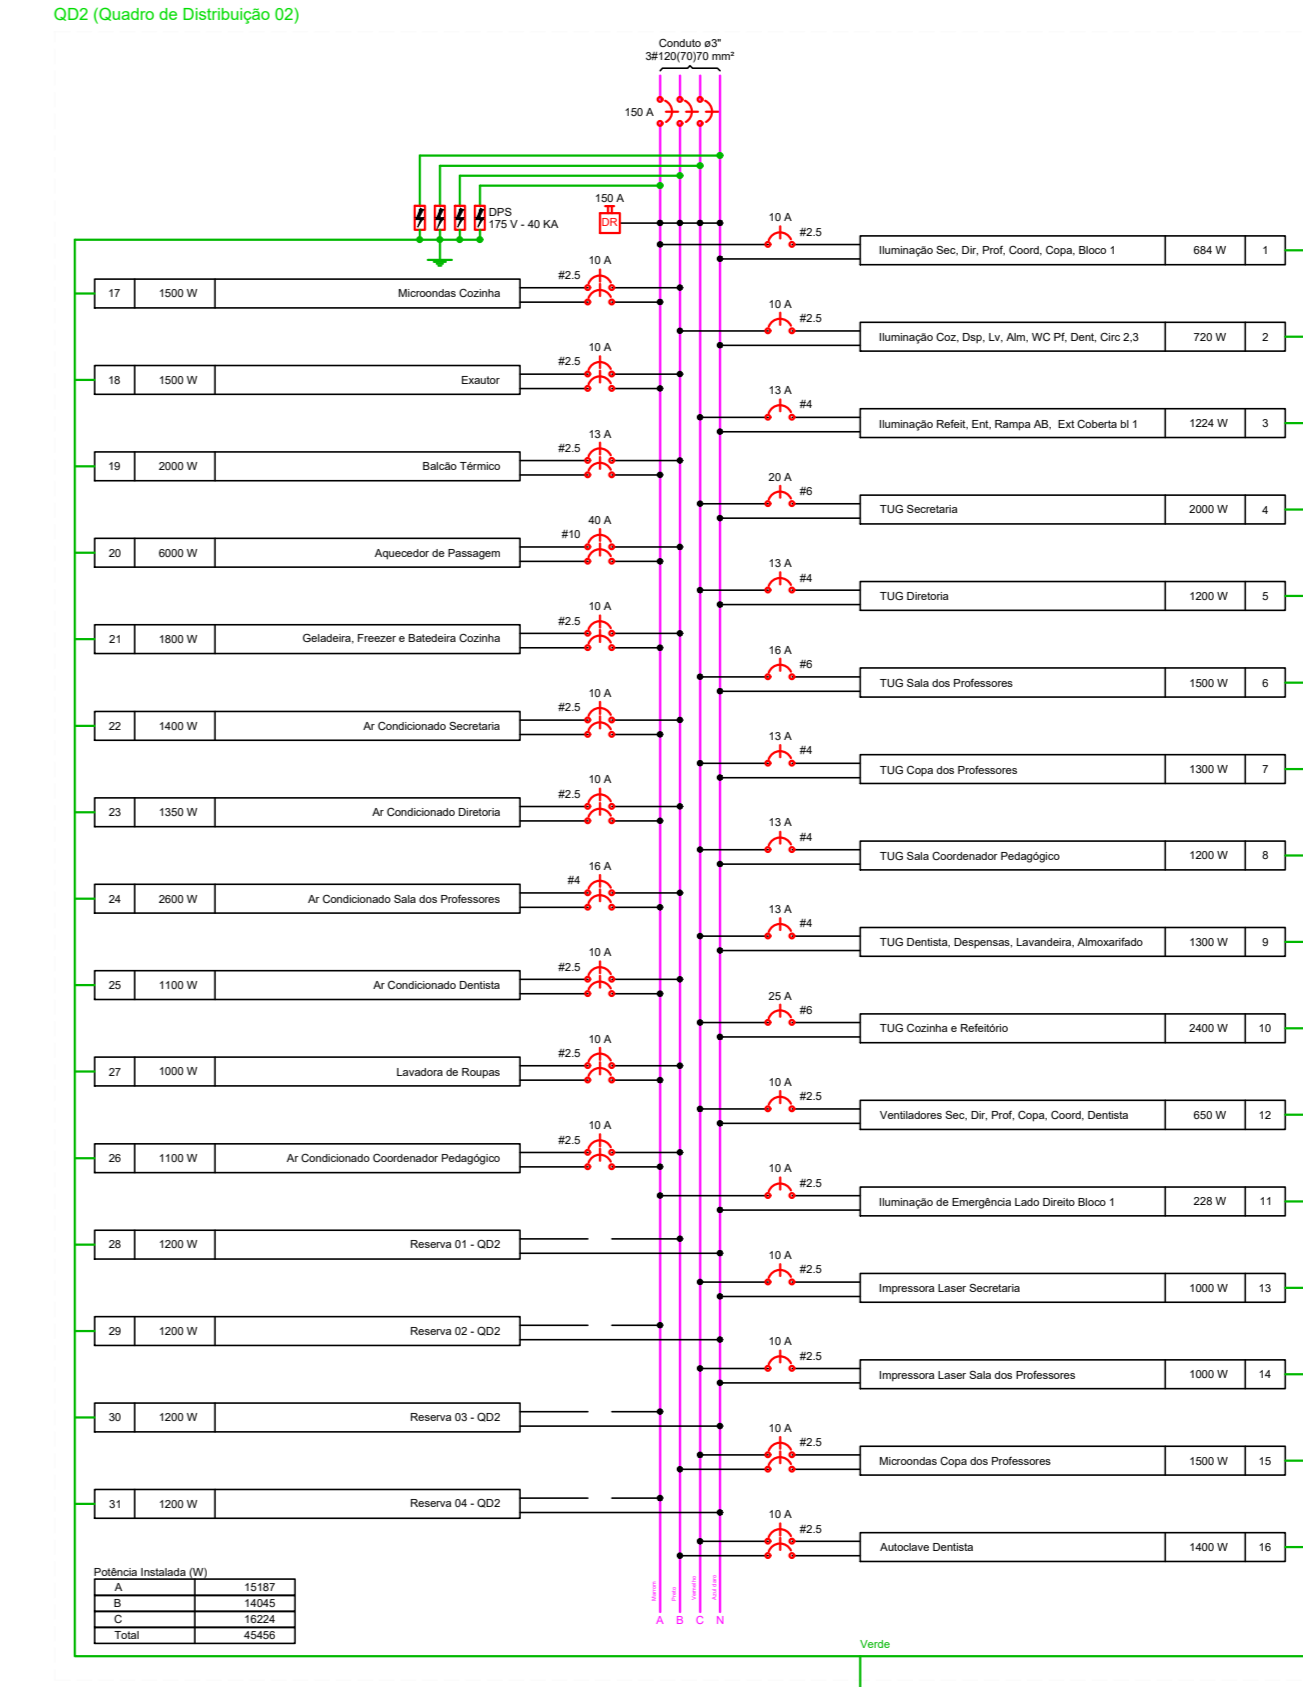 QD2 (Quadro de Distribuição 02)
Conduto ø3"
3#120(70)70 mm²
150 A
DPS
175 V - 40 KA
150 A
DR
10 A
#2.5
Iluminação Sec, Dir, Prof, Coord, Copa, Bloco 1 684 W 1
10 A
#2.5
17 1500 W Microondas Cozinha
10 A
#2.5
Iluminação Coz, Dsp, Lv, Alm, WC Pf, Dent, Circ 2,3 720 W 2
10 A
#2.5
18 1500 W Exautor
13 A
#4
Iluminação Refeit, Ent, Rampa AB, Ext Coberta bl 1 1224 W 3
13 A
#2.5
19 2000 W Balcão Térmico
20 A
#6
TUG Secretaria 2000 W 4
40 A
#10
20 6000 W Aquecedor de Passagem
13 A
#4
TUG Diretoria 1200 W 5
10 A
#2.5
21 1800 W Geladeira, Freezer e Batedeira Cozinha
16 A
#6
TUG Sala dos Professores 1500 W 6
10 A
#2.5
22 1400 W Ar Condicionado Secretaria
13 A
#4
TUG Copa dos Professores 1300 W 7
10 A
#2.5
23 1350 W Ar Condicionado Diretoria
13 A
#4
TUG Sala Coordenador Pedagógico 1200 W 8
16 A
#4
24 2600 W Ar Condicionado Sala dos Professores
13 A
#4
TUG Dentista, Despensas, Lavandeira, Almoxarifado 1300 W 9
10 A
#2.5
25 1100 W Ar Condicionado Dentista
25 A
#6
TUG Cozinha e Refeitório 2400 W 10
10 A
#2.5
27 1000 W Lavadora de Roupas
10 A
#2.5
Ventiladores Sec, Dir, Prof, Copa, Coord, Dentista 650 W 12
10 A
#2.5
26 1100 W Ar Condicionado Coordenador Pedagógico
10 A
#2.5
Iluminação de Emergência Lado Direito Bloco 1 228 W 11
28 1200 W Reserva 01 - QD2
10 A
#2.5
Impressora Laser Secretaria 1000 W 13
29 1200 W Reserva 02 - QD2
10 A
#2.5
Impressora Laser Sala dos Professores 1000 W 14
30 1200 W Reserva 03 - QD2
10 A
#2.5
Microondas Copa dos Professores 1500 W 15
31 1200 W Reserva 04 - QD2
10 A
#2.5
Autoclave Dentista 1400 W 16
Potência Instalada (W)
A 15187
B 14045
C 16224
Total 45456
Marrom
Preto
Vermelho
Azul claro
A B C N
Verde